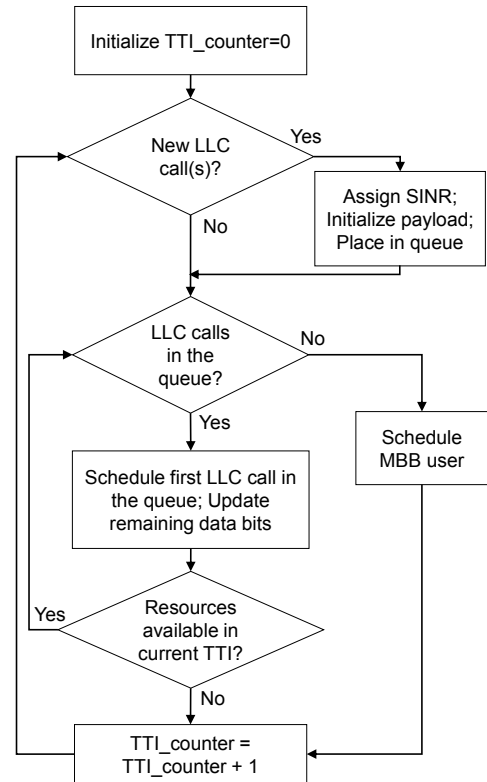 Initialize TTI_counter=0
New LLC
call(s)?
Yes
Assign SINR;
Initialize payload;
Place in queue
No
LLC calls
in the
queue?
No
Yes
Schedule
MBB user
Schedule first LLC call in
the queue; Update
remaining data bits
Yes
Resources
available in
current TTI?
No
TTI_counter =
TTI_counter + 1